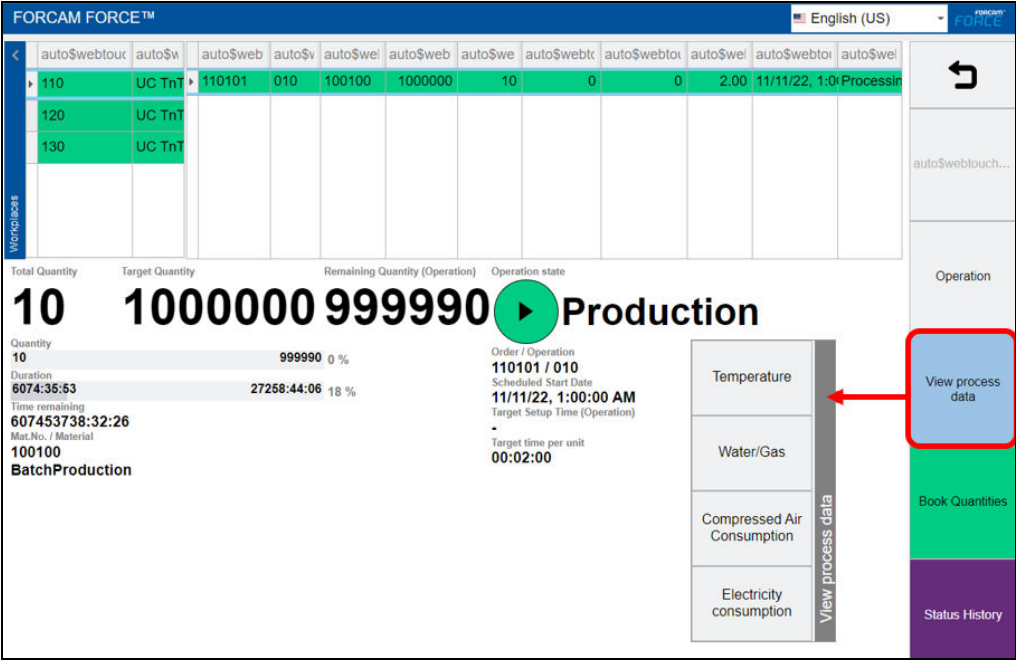 FORCAM FORCE™
English (US)
FORCAM FORCE
auto$webtouc auto$w auto$web auto$v auto$wel auto$web auto$we auto$webtc auto$webtou auto$wel auto$webtou auto$wel
110 UC TnT 110101 010 100100 1000000 10 0 0 2.00 11/11/22, 1:0 Processin
120 UC TnT
130 UC TnT
Workplaces
auto$webtouch...
Operation
View process
data
Book Quantities
Status History
Total Quantity Target Quantity Remaining Quantity (Operation) Operation state
10 1000000 999990 Production
Quantity
10 999990 0 %
Duration
6074:35:53 27258:44:06 18 %
Time remaining
607453738:32:26
Mat.No. / Material
100100
BatchProduction
Order / Operation
110101 / 010
Scheduled Start Date
11/11/22, 1:00:00 AM
Target Setup Time (Operation)
-
Target time per unit
00:02:00
Temperature
Water/Gas
Compressed Air
Consumption
Electricity
consumption
View process data